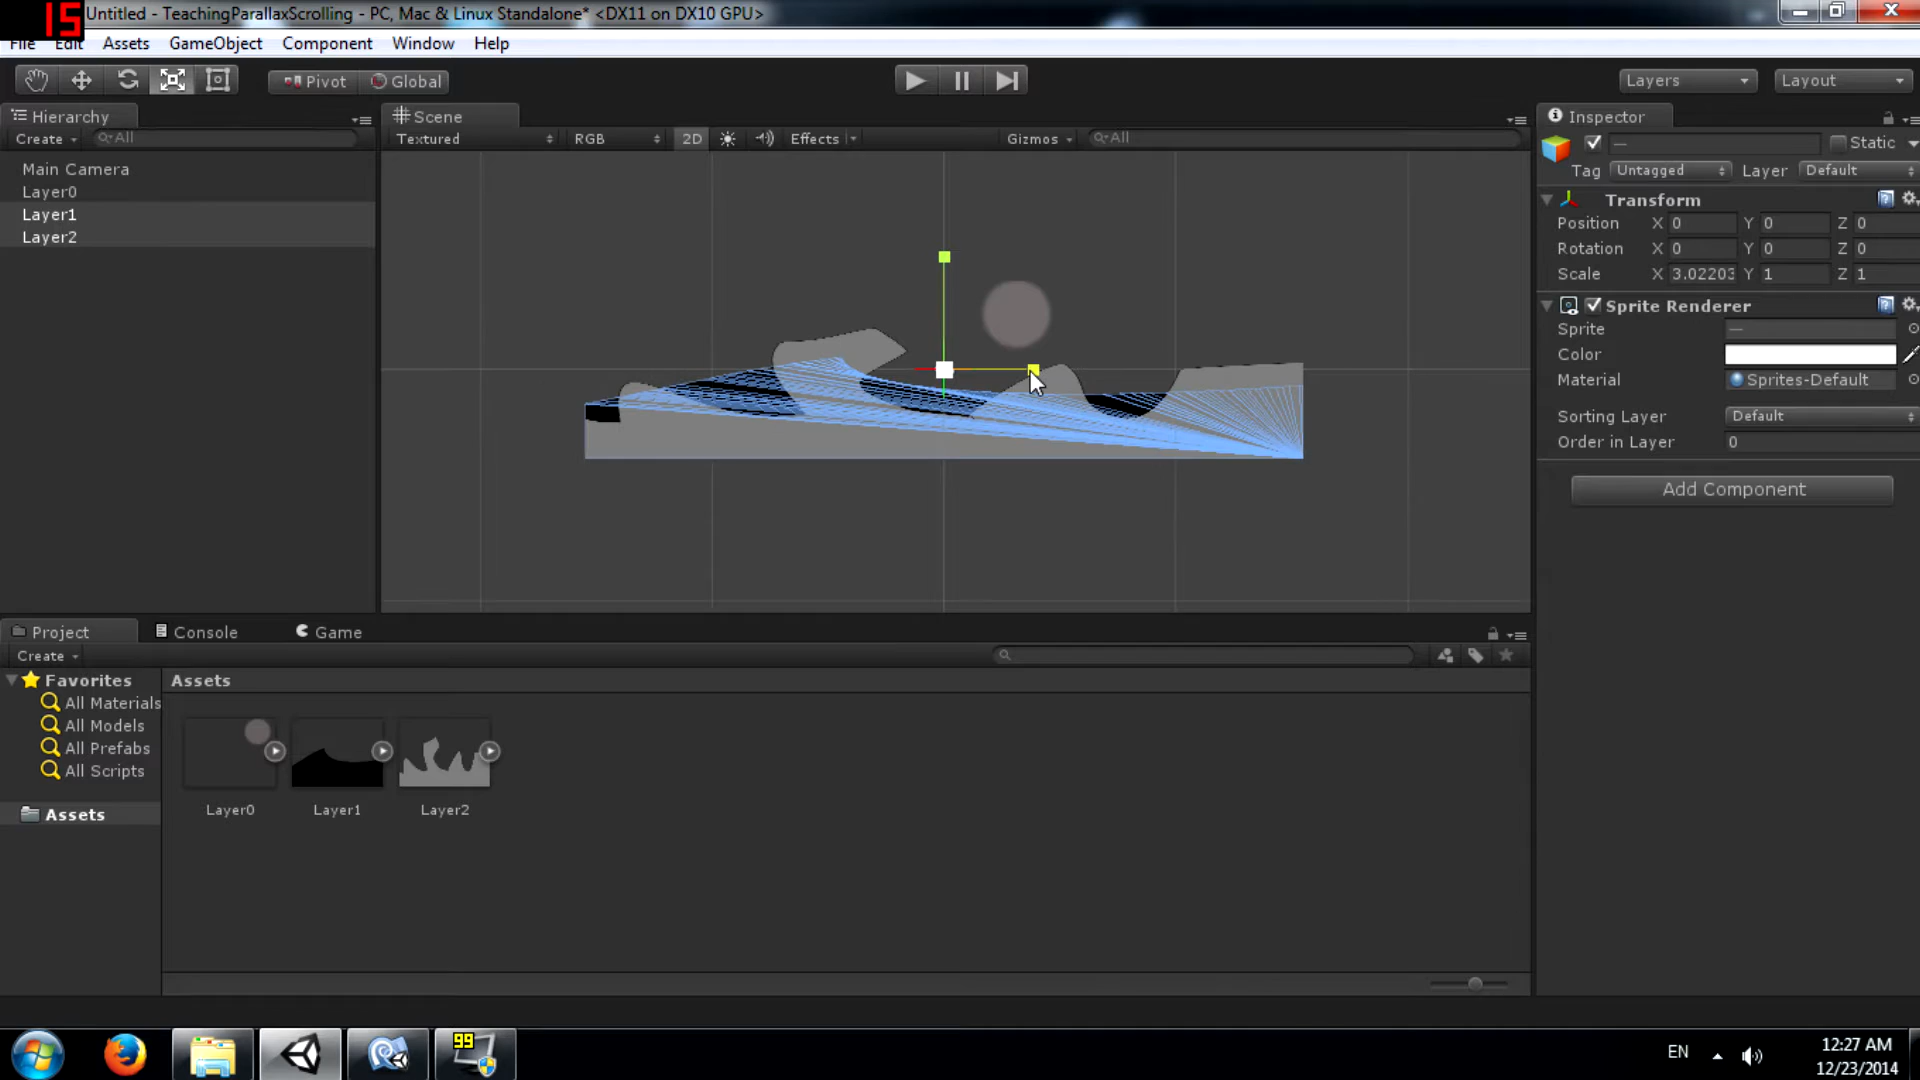 15
Untitled - TeachingParallaxScrolling - PC, Mac & Linux Standalone* <DX11 on DX10 GPU>
File Edit Assets GameObject Component Window Help
Pivot Global Layers Layout
Hierarchy
Create All
Main Camera
Layer0
Layer1
Layer2
Scene
Textured RGB 2D Effects Gizmos All
Inspector
— Static
Tag Untagged Layer Default
Transform
Position X 0 Y 0 Z 0
Rotation X 0 Y 0 Z 0
Scale X 3.02203 Y 1 Z 1
Sprite Renderer
Sprite —
Color
Material Sprites-Default
Sorting Layer Default
Order in Layer 0
Add Component
Project Console Game
Create
Favorites
All Materials
All Models
All Prefabs
All Scripts
Assets
Assets
Layer0 Layer1 Layer2
99
EN
12:27 AM
12/23/2014